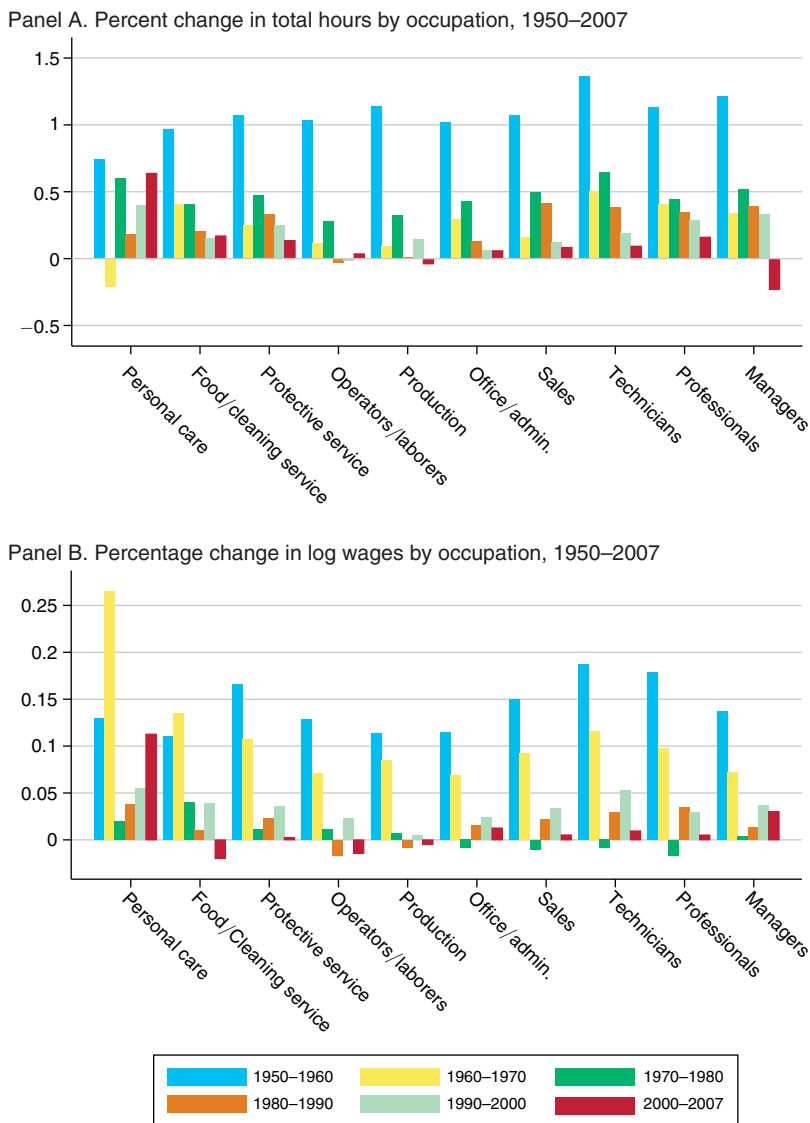 Panel A. Percent change in total hours by occupation, 1950–2007
1.5
1
0.5
0
−0.5
Personal care
Food/cleaning service
Protective service
Operators/laborers
Production
Office/admin.
Sales
Technicians
Professionals
Managers
Panel B. Percentage change in log wages by occupation, 1950–2007
0.25
0.2
0.15
0.1
0.05
0
Personal care
Food/Cleaning service
Protective service
Operators/laborers
Production
Office/admin.
Sales
Technicians
Professionals
Managers
1950–1960 1960–1970 1970–1980
1980–1990 1990–2000 2000–2007